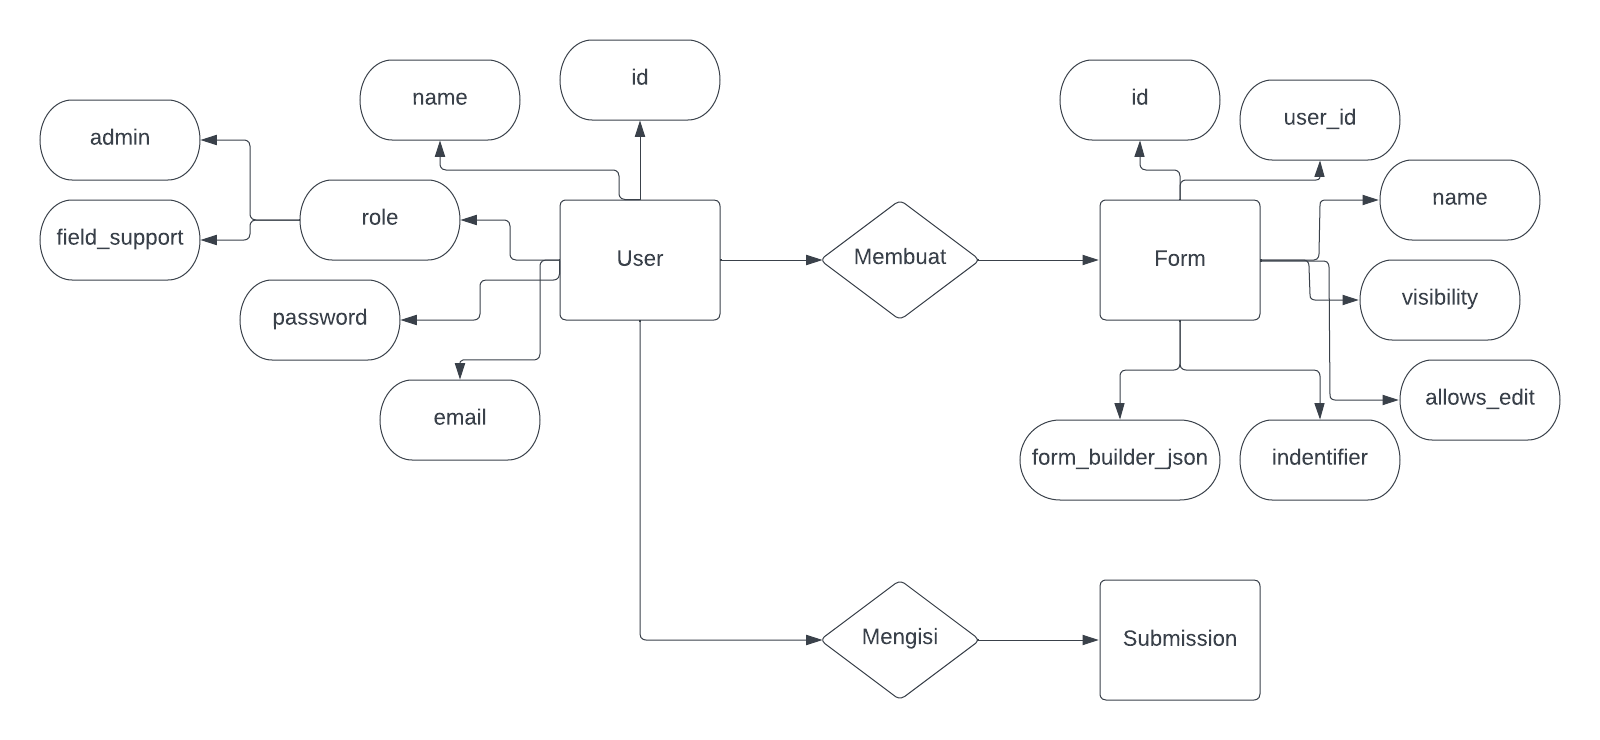 id
name
id
user_id
admin
name
role
field_support
User
Membuat
Form
visibility
password
allows_edit
email
form_builder_json
indentifier
Mengisi
Submission